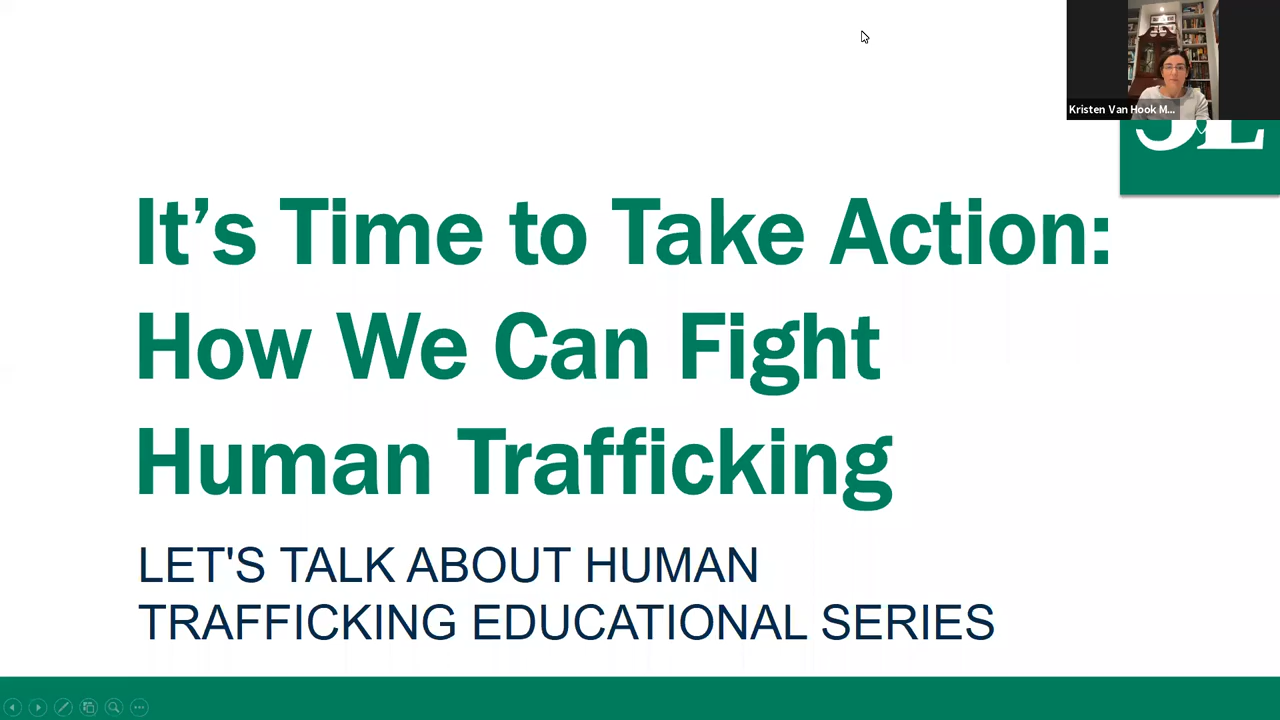 Kristen Van Hook M...
It’s Time to Take Action:
How We Can Fight
Human Trafficking
LET'S TALK ABOUT HUMAN
TRAFFICKING EDUCATIONAL SERIES